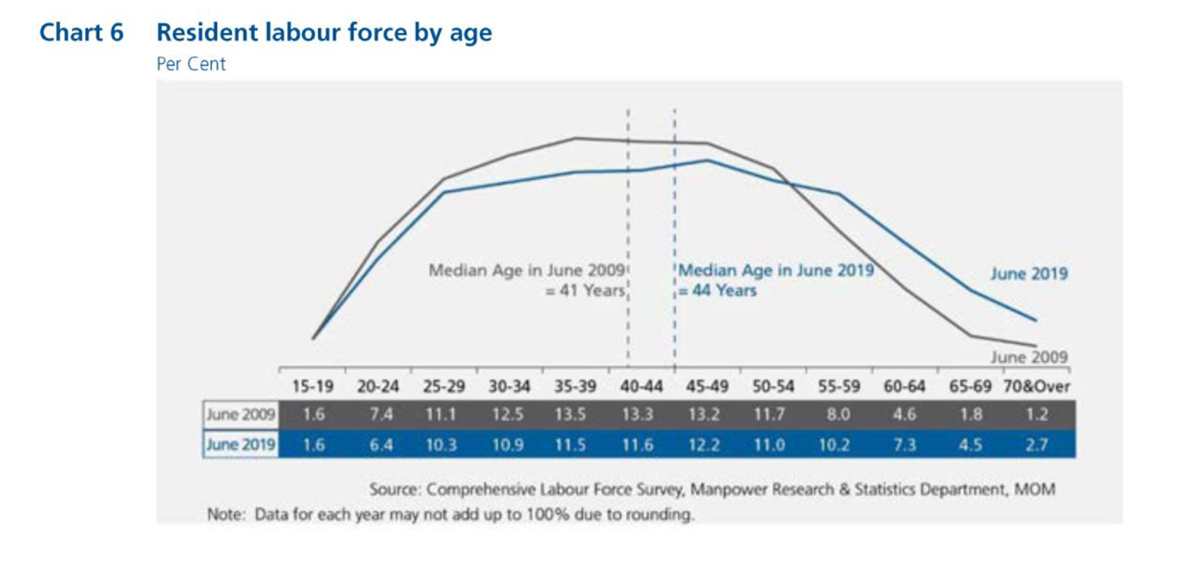 Chart 6 Resident labour force by age
Per Cent
Median Age in June 2009
= 41 Years
Median Age in June 2019
= 44 Years
June 2019
June 2009
15-19 20-24 25-29 30-34 35-39 40-44 45-49 50-54 55-59 60-64 65-69 70&Over
June 2009 1.6 7.4 11.1 12.5 13.5 13.3 13.2 11.7 8.0 4.6 1.8 1.2
June 2019 1.6 6.4 10.3 10.9 11.5 11.6 12.2 11.0 10.2 7.3 4.5 2.7
Source: Comprehensive Labour Force Survey, Manpower Research & Statistics Department, MOM
Note: Data for each year may not add up to 100% due to rounding.